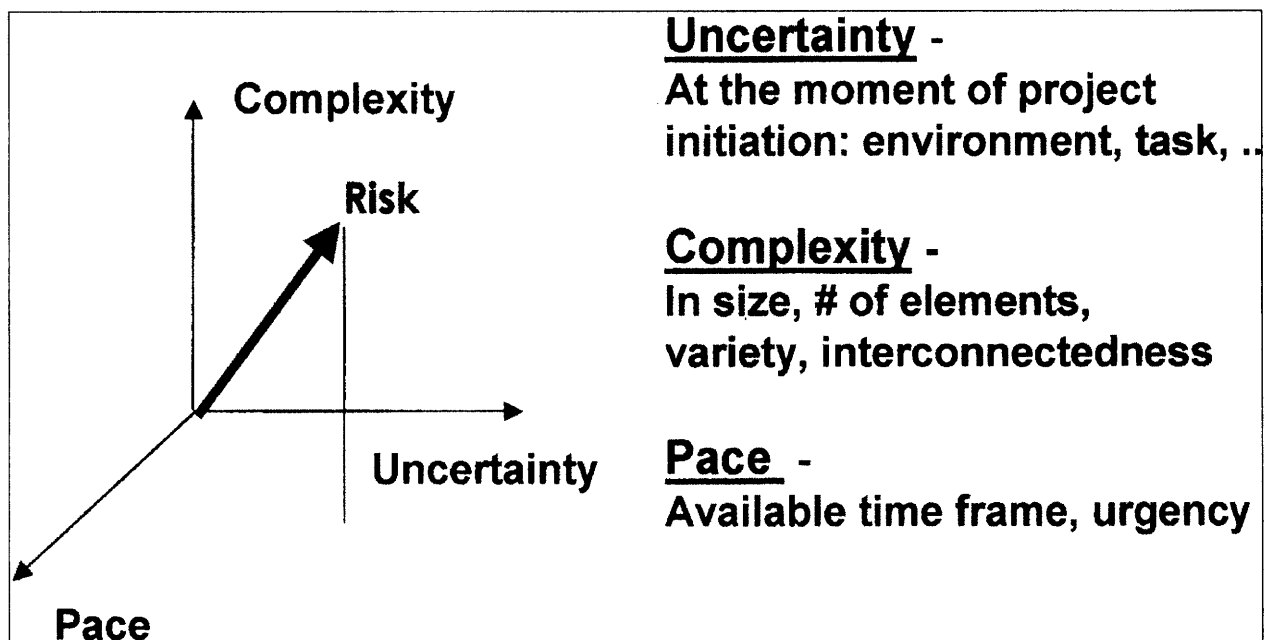 Complexity
Risk
Uncertainty
Pace
Uncertainty -
At the moment of project
initiation: environment, task, ..
Complexity -
In size, # of elements,
variety, interconnectedness
Pace -
Available time frame, urgency